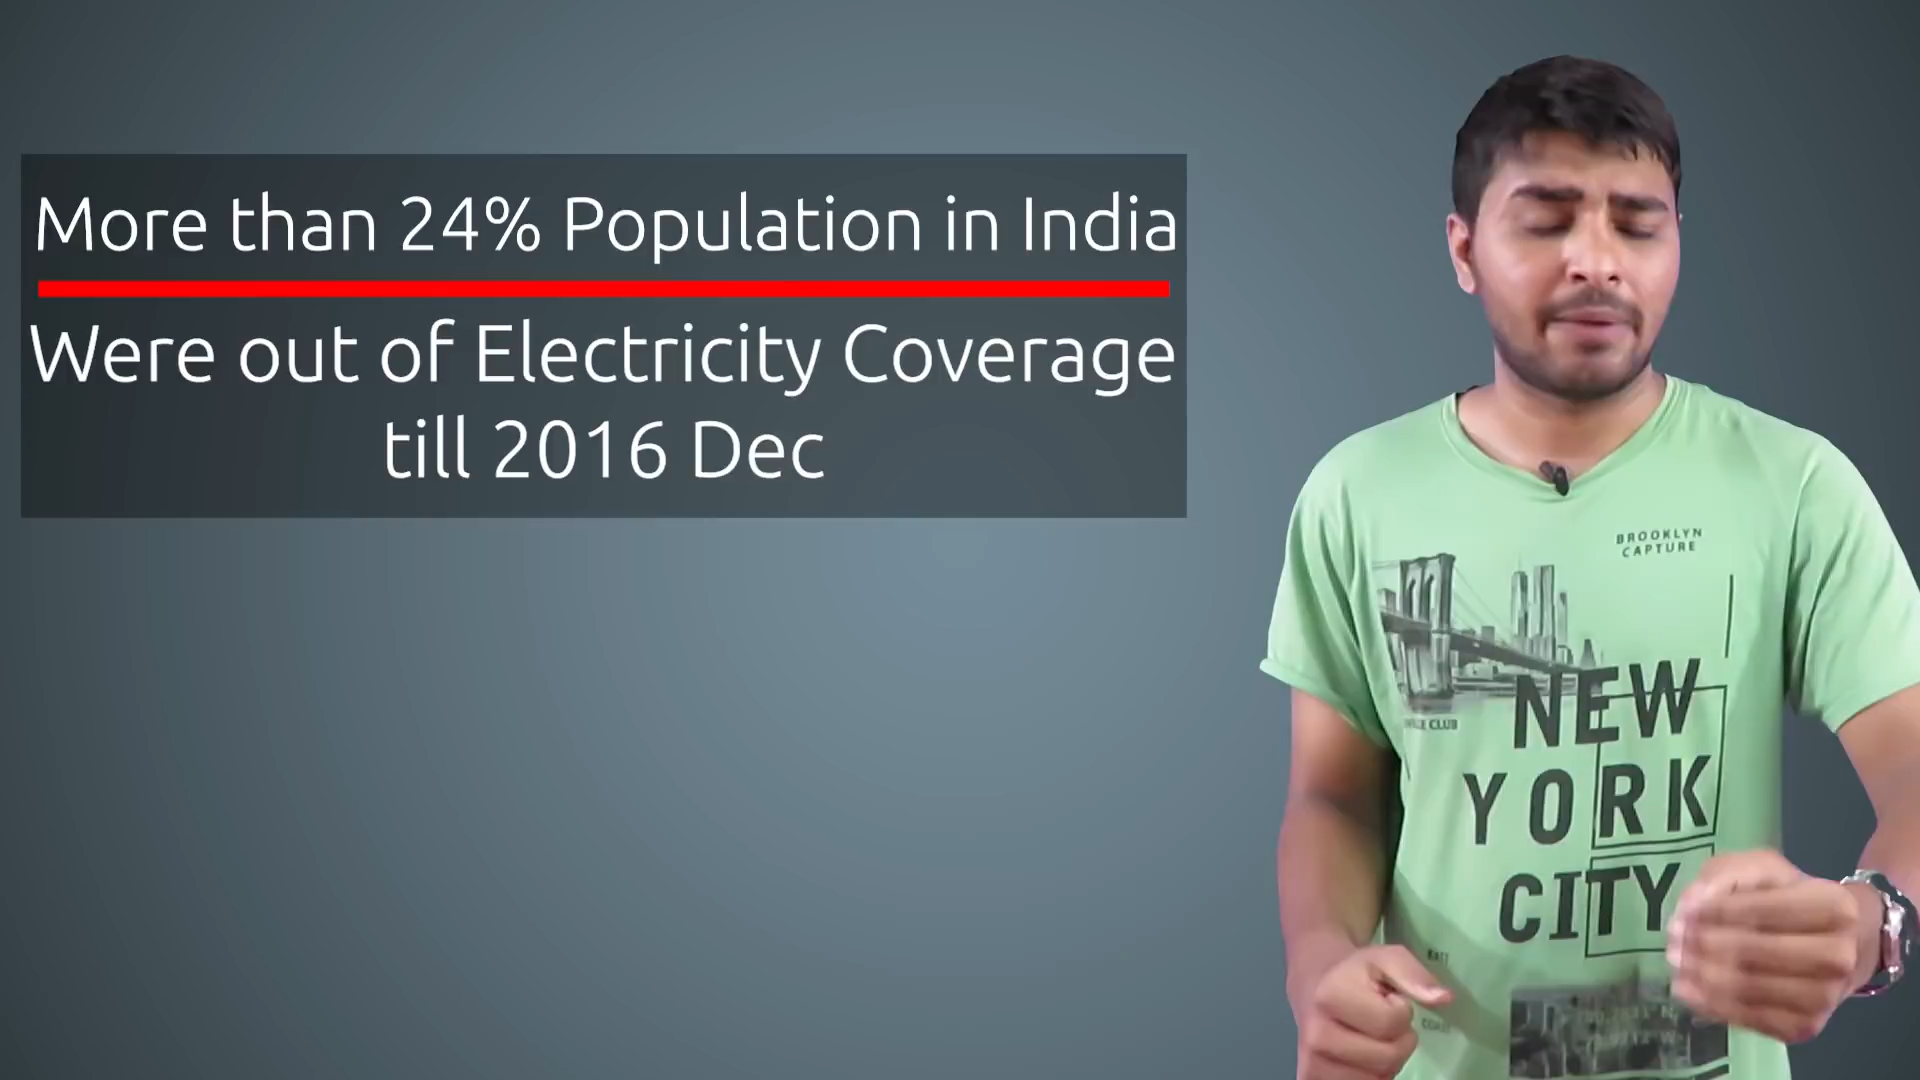 More than 24% Population in India
Were out of Electricity Coverage
till 2016 Dec
BROOKLYN
CAPTURE
CLUB
NEW
YORK
CITY